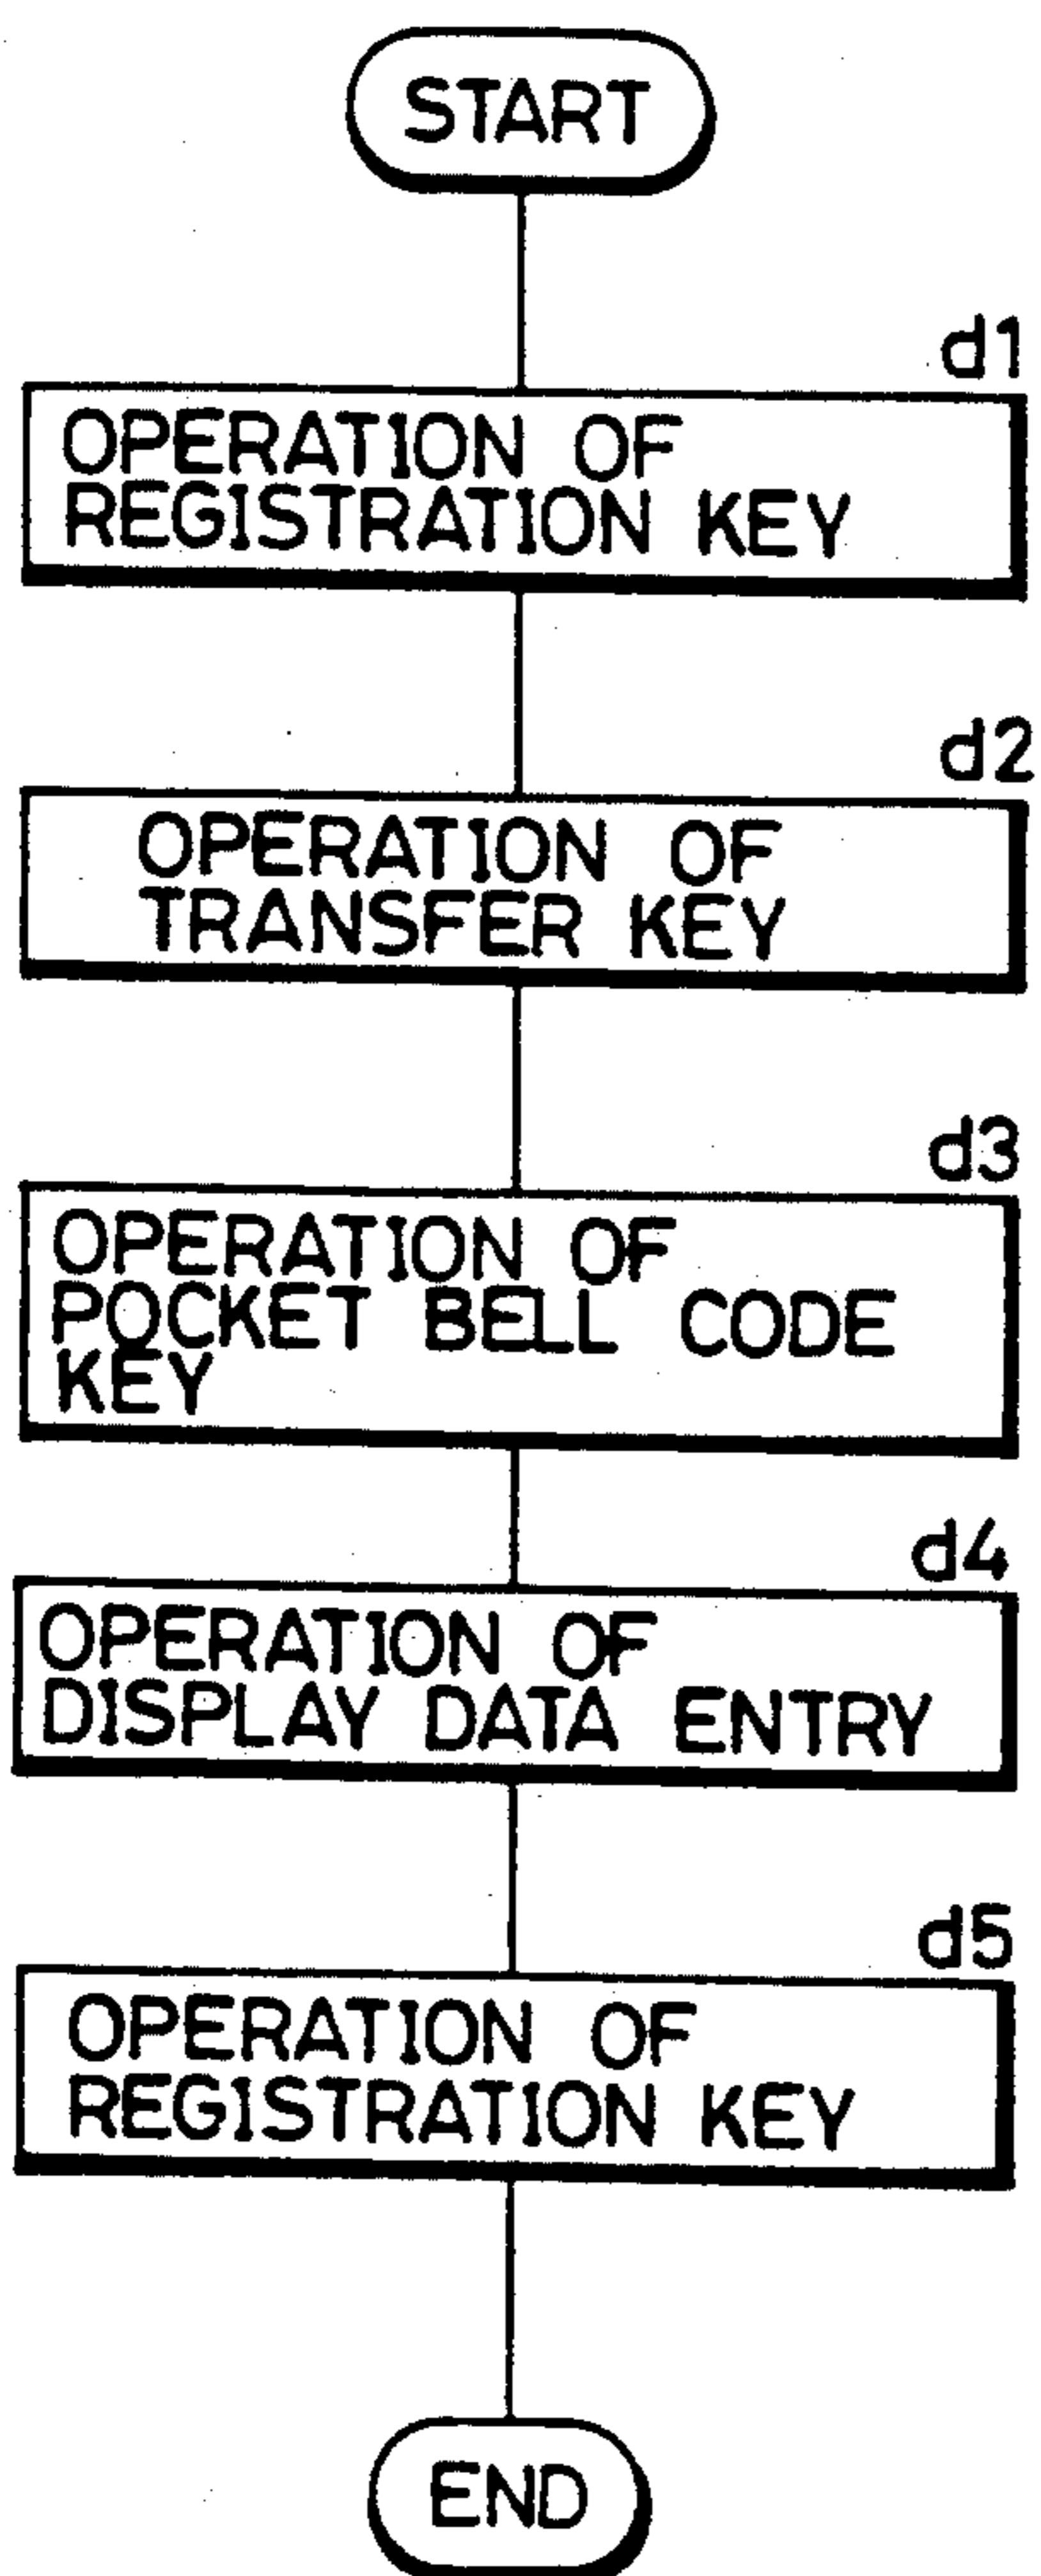 START
d1
OPERATION OF
REGISTRATION KEY
d2
OPERATION OF
TRANSFER KEY
d3
OPERATION OF
POCKET BELL CODE
KEY
d4
OPERATION OF
DISPLAY DATA ENTRY
d5
OPERATION OF
REGISTRATION KEY
END